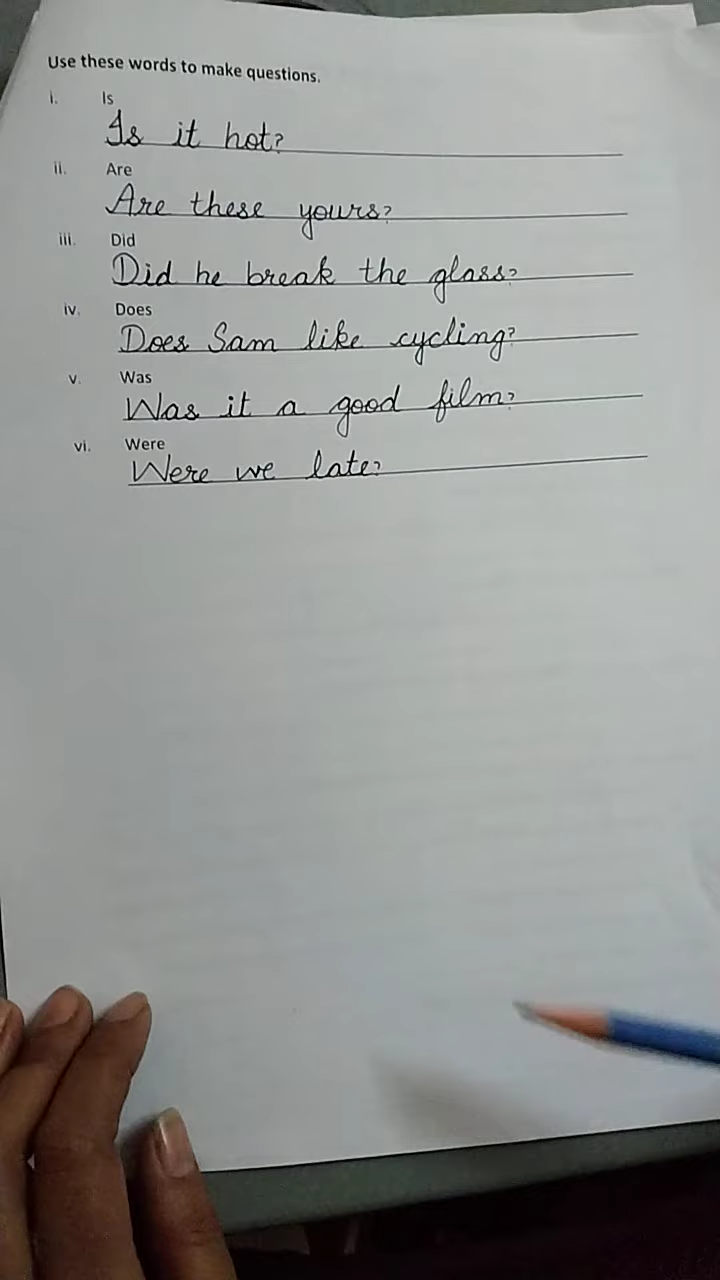 Use these words to make questions.
i. Is
Is it hot?
ii. Are
Are these yours?
iii. Did
Did he break the glass?
iv. Does
Does Sam like cycling?
v. Was
Was it a good film?
vi. Were
Were we late?